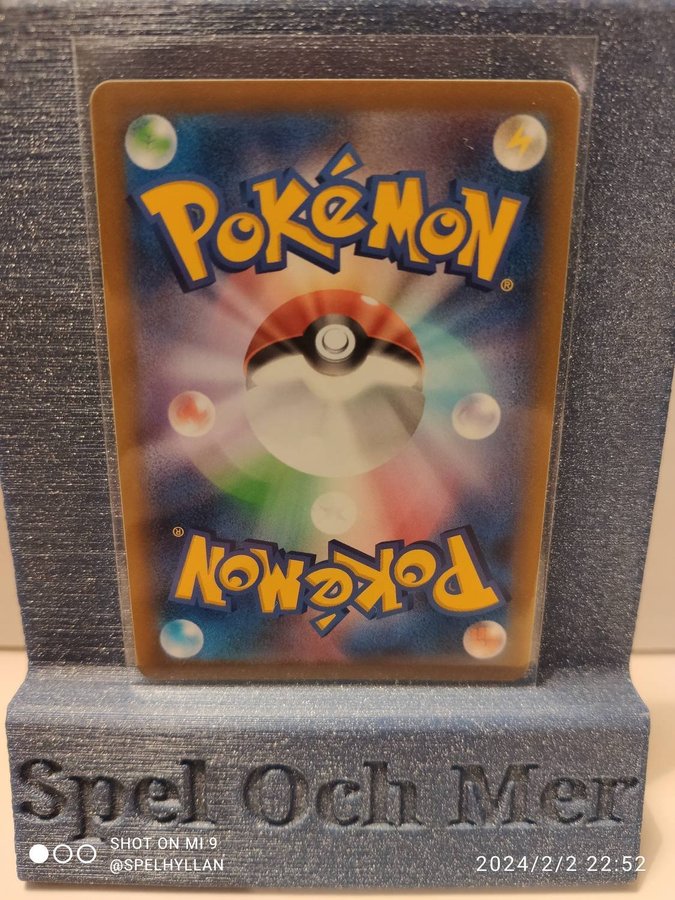 POKéMON
®
®
POKéMON
Spel Och Mer
SHOT ON MI 9
@SPELHYLLAN
2024/2/2 22:52